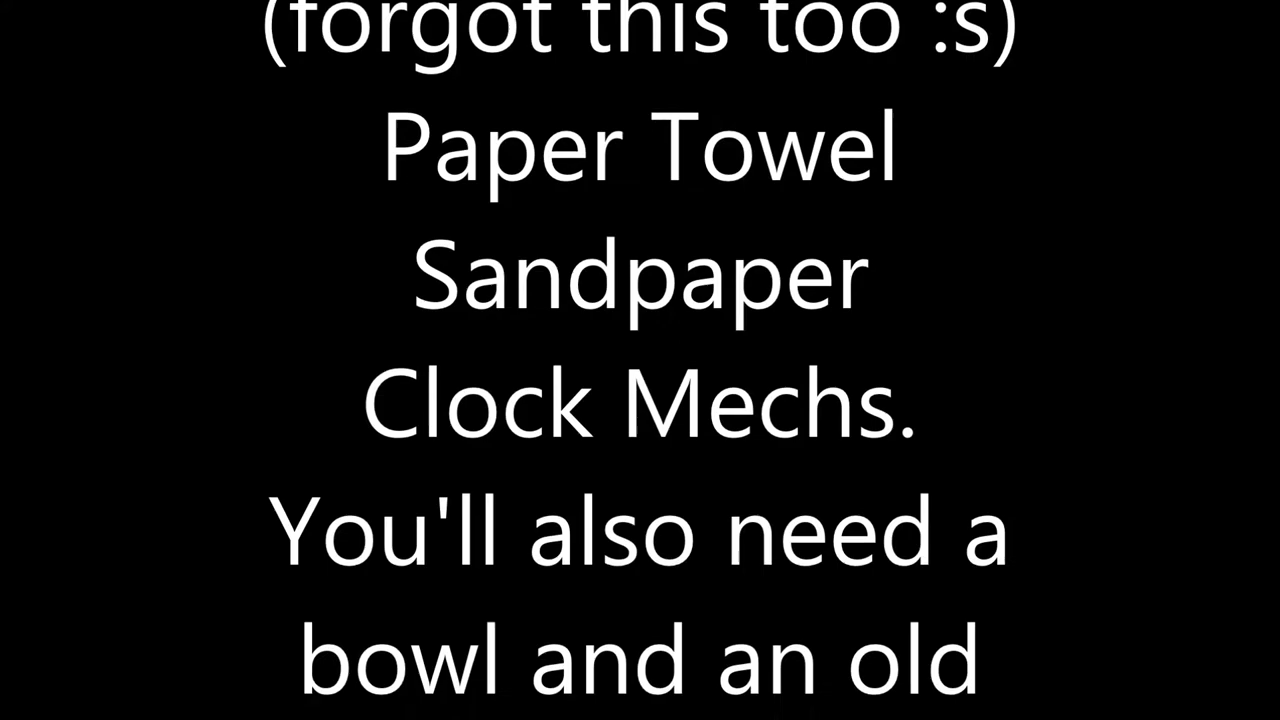 (forgot this too :s)
Paper Towel
Sandpaper
Clock Mechs.
You'll also need a
bowl and an old